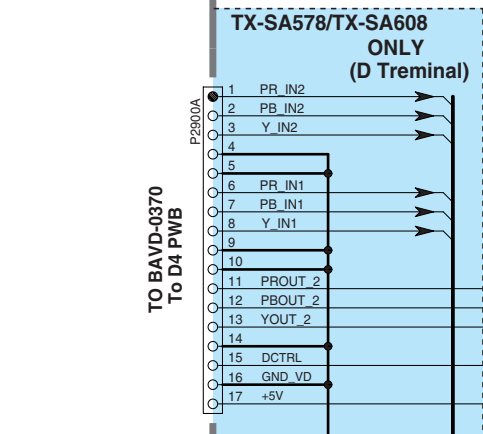 TX-SA578/TX-SA608
ONLY
(D Treminal)
P2900A
TO BAVD-0370
To D4 PWB
1 PR_IN2
2 PB_IN2
3 Y_IN2
4
5
6 PR_IN1
7 PB_IN1
8 Y_IN1
9
10
11 PROUT_2
12 PBOUT_2
13 YOUT_2
14
15 DCTRL
16 GND_VD
17 +5V